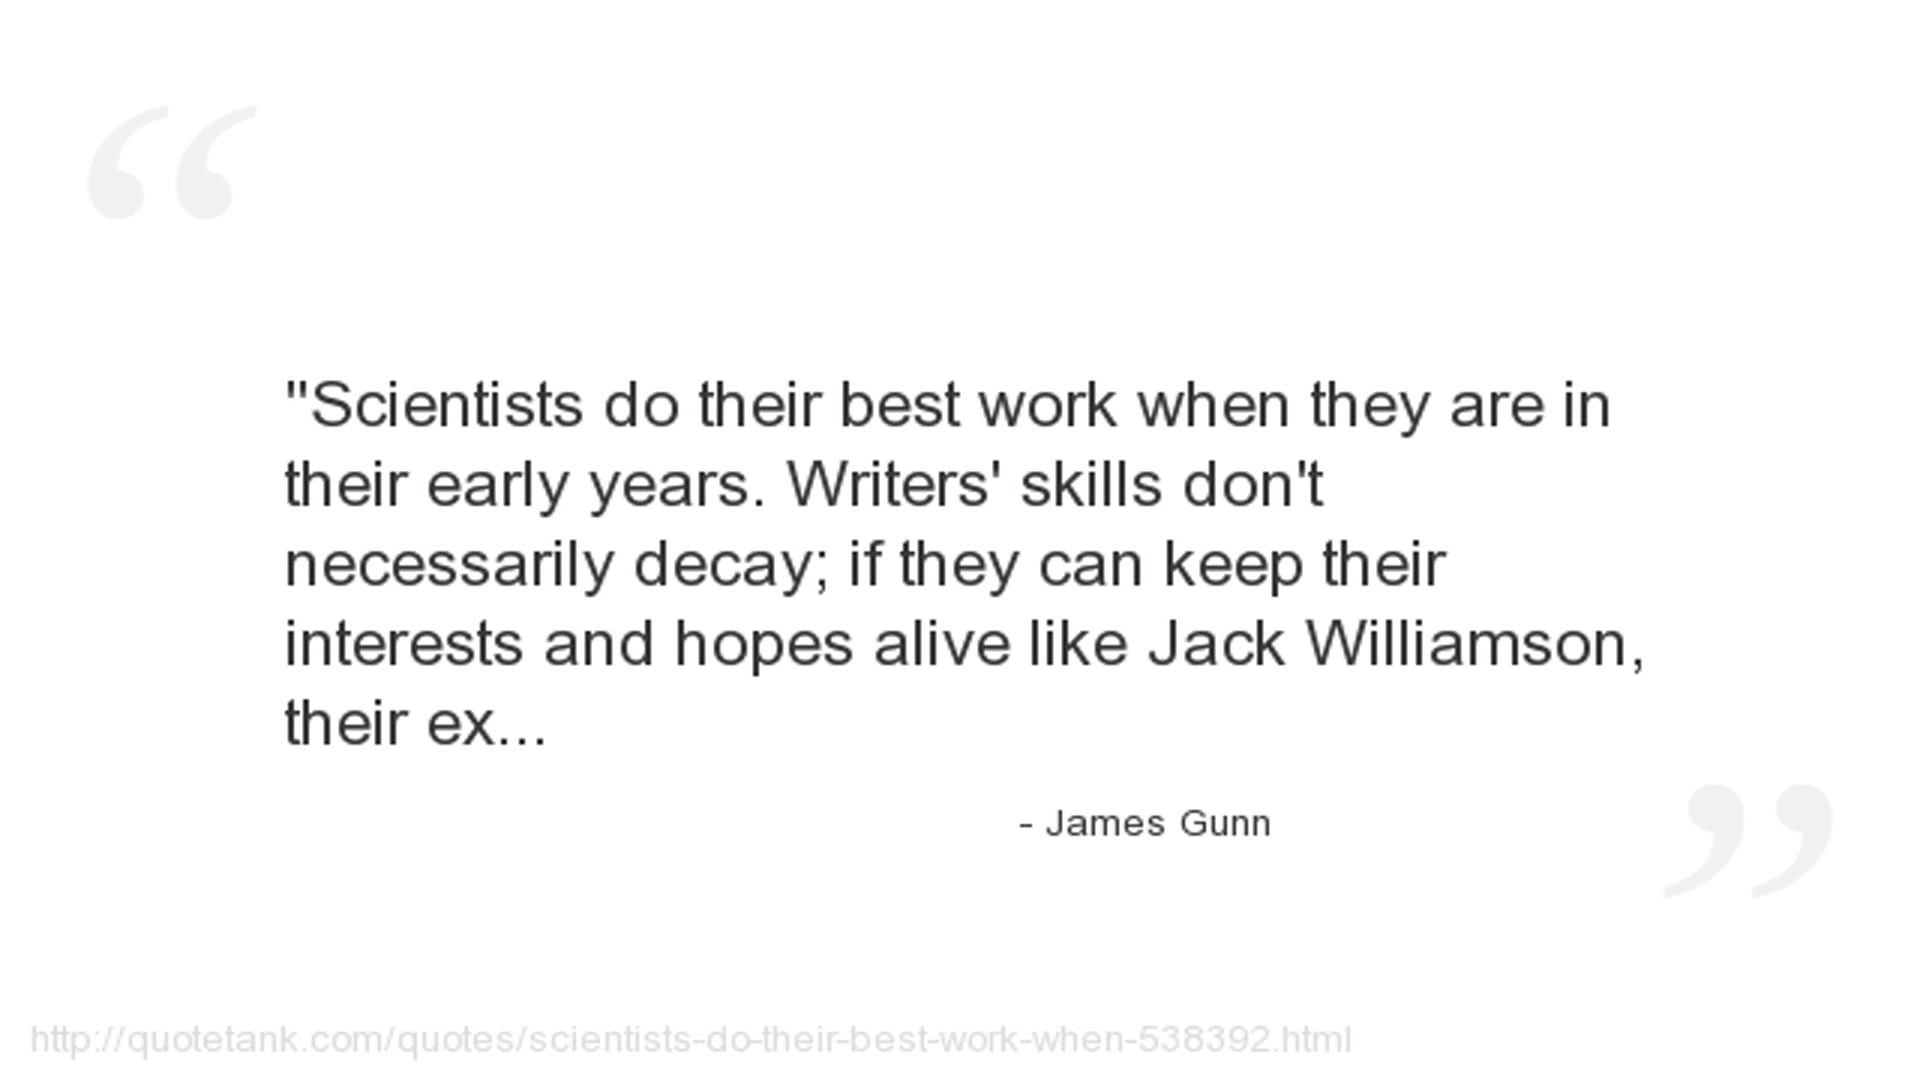 "Scientists do their best work when they are in
their early years. Writers' skills don't
necessarily decay; if they can keep their
interests and hopes alive like Jack Williamson,
their ex...
- James Gunn
http://quotetank.com/quotes/scientists-do-their-best-work-when-538392.html